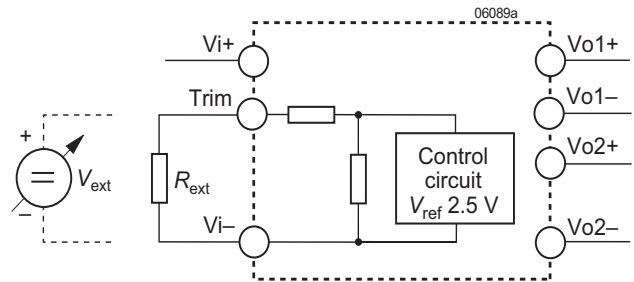 06089a
Vi+
Vo1+
Trim
Vo1–
+
Vo2+
Vext
Rext
Control
circuit
Vref 2.5 V
–
Vi–
Vo2–